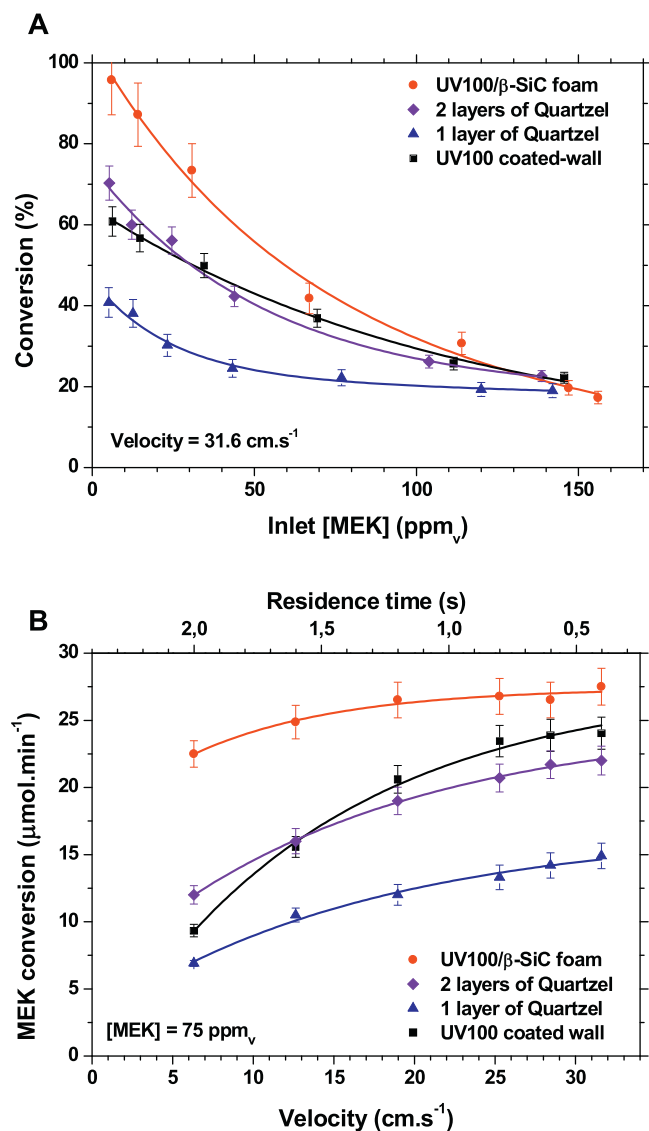 A
100
80
60
40
20
0
Conversion (%)
UV100/β-SiC foam
2 layers of Quartzel
1 layer of Quartzel
UV100 coated-wall
Velocity = 31.6 cm.s-1
0 50 100 150
Inlet [MEK] (ppmv)
B
Residence time (s)
2,0 1,5 1,0 0,5
30
25
20
15
10
5
0
MEK conversion (μmol.min-1)
UV100/β-SiC foam
2 layers of Quartzel
1 layer of Quartzel
UV100 coated wall
[MEK] = 75 ppmv
0 5 10 15 20 25 30
Velocity (cm.s-1)